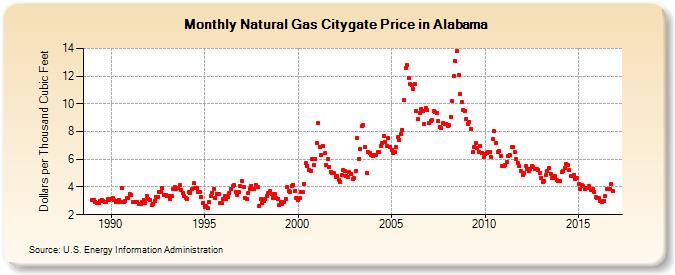 Monthly Natural Gas Citygate Price in Alabama
Dollars per Thousand Cubic Feet
14
12
10
8
6
4
2
1990 1995 2000 2005 2010 2015
Source: U.S. Energy Information Administration